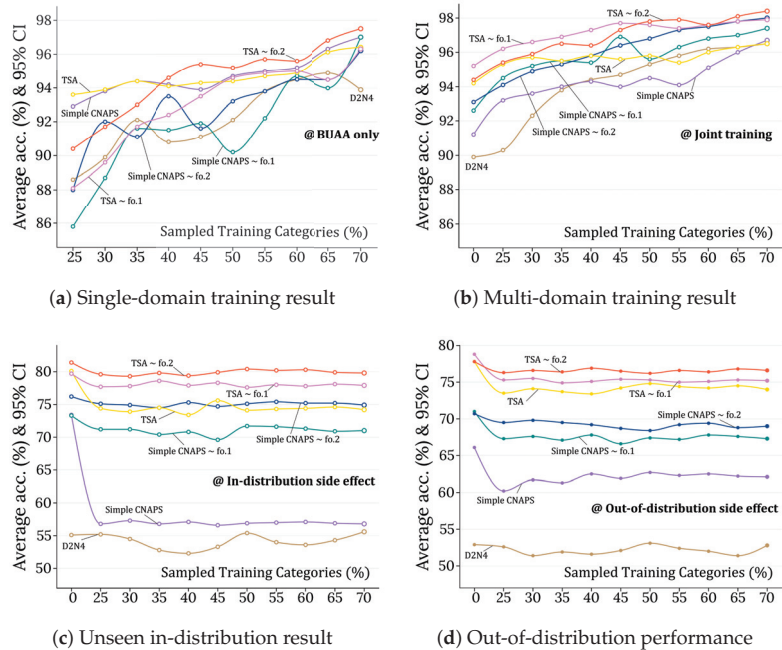 Average acc. (%) & 95% CI
98
96
94
92
90
88
86
TSA ~ fo.2
TSA
Simple CNAPS
D2N4
@ BUAA only
Simple CNAPS ~ fo.1
Simple CNAPS ~ fo.2
TSA ~ fo.1
Sampled Training Categories (%)
25 30 35 40 45 50 55 60 65 70
(a) Single-domain training result
Average acc. (%) & 95% CI
98
96
94
92
90
88
86
TSA ~ fo.1
TSA ~ fo.2
TSA
Simple CNAPS
Simple CNAPS ~ fo.1
Simple CNAPS ~ fo.2
D2N4
@ Joint training
Sampled Training Categories (%)
0 25 30 35 40 45 50 55 60 65 70
(b) Multi-domain training result
Average acc. (%) & 95% CI
80
75
70
65
60
55
50
TSA ~ fo.2
TSA ~ fo.1
TSA
Simple CNAPS ~ fo.2
Simple CNAPS ~ fo.1
@ In-distribution side effect
Simple CNAPS
D2N4
Sampled Training Categories (%)
0 25 30 35 40 45 50 55 60 65 70
(c) Unseen in-distribution result
Average acc. (%) & 95% CI
80
75
70
65
60
55
50
TSA ~ fo.2
TSA ~ fo.1
TSA
Simple CNAPS ~ fo.2
Simple CNAPS ~ fo.1
Simple CNAPS
@ Out-of-distribution side effect
D2N4
Sampled Training Categories (%)
0 25 30 35 40 45 50 55 60 65 70
(d) Out-of-distribution performance